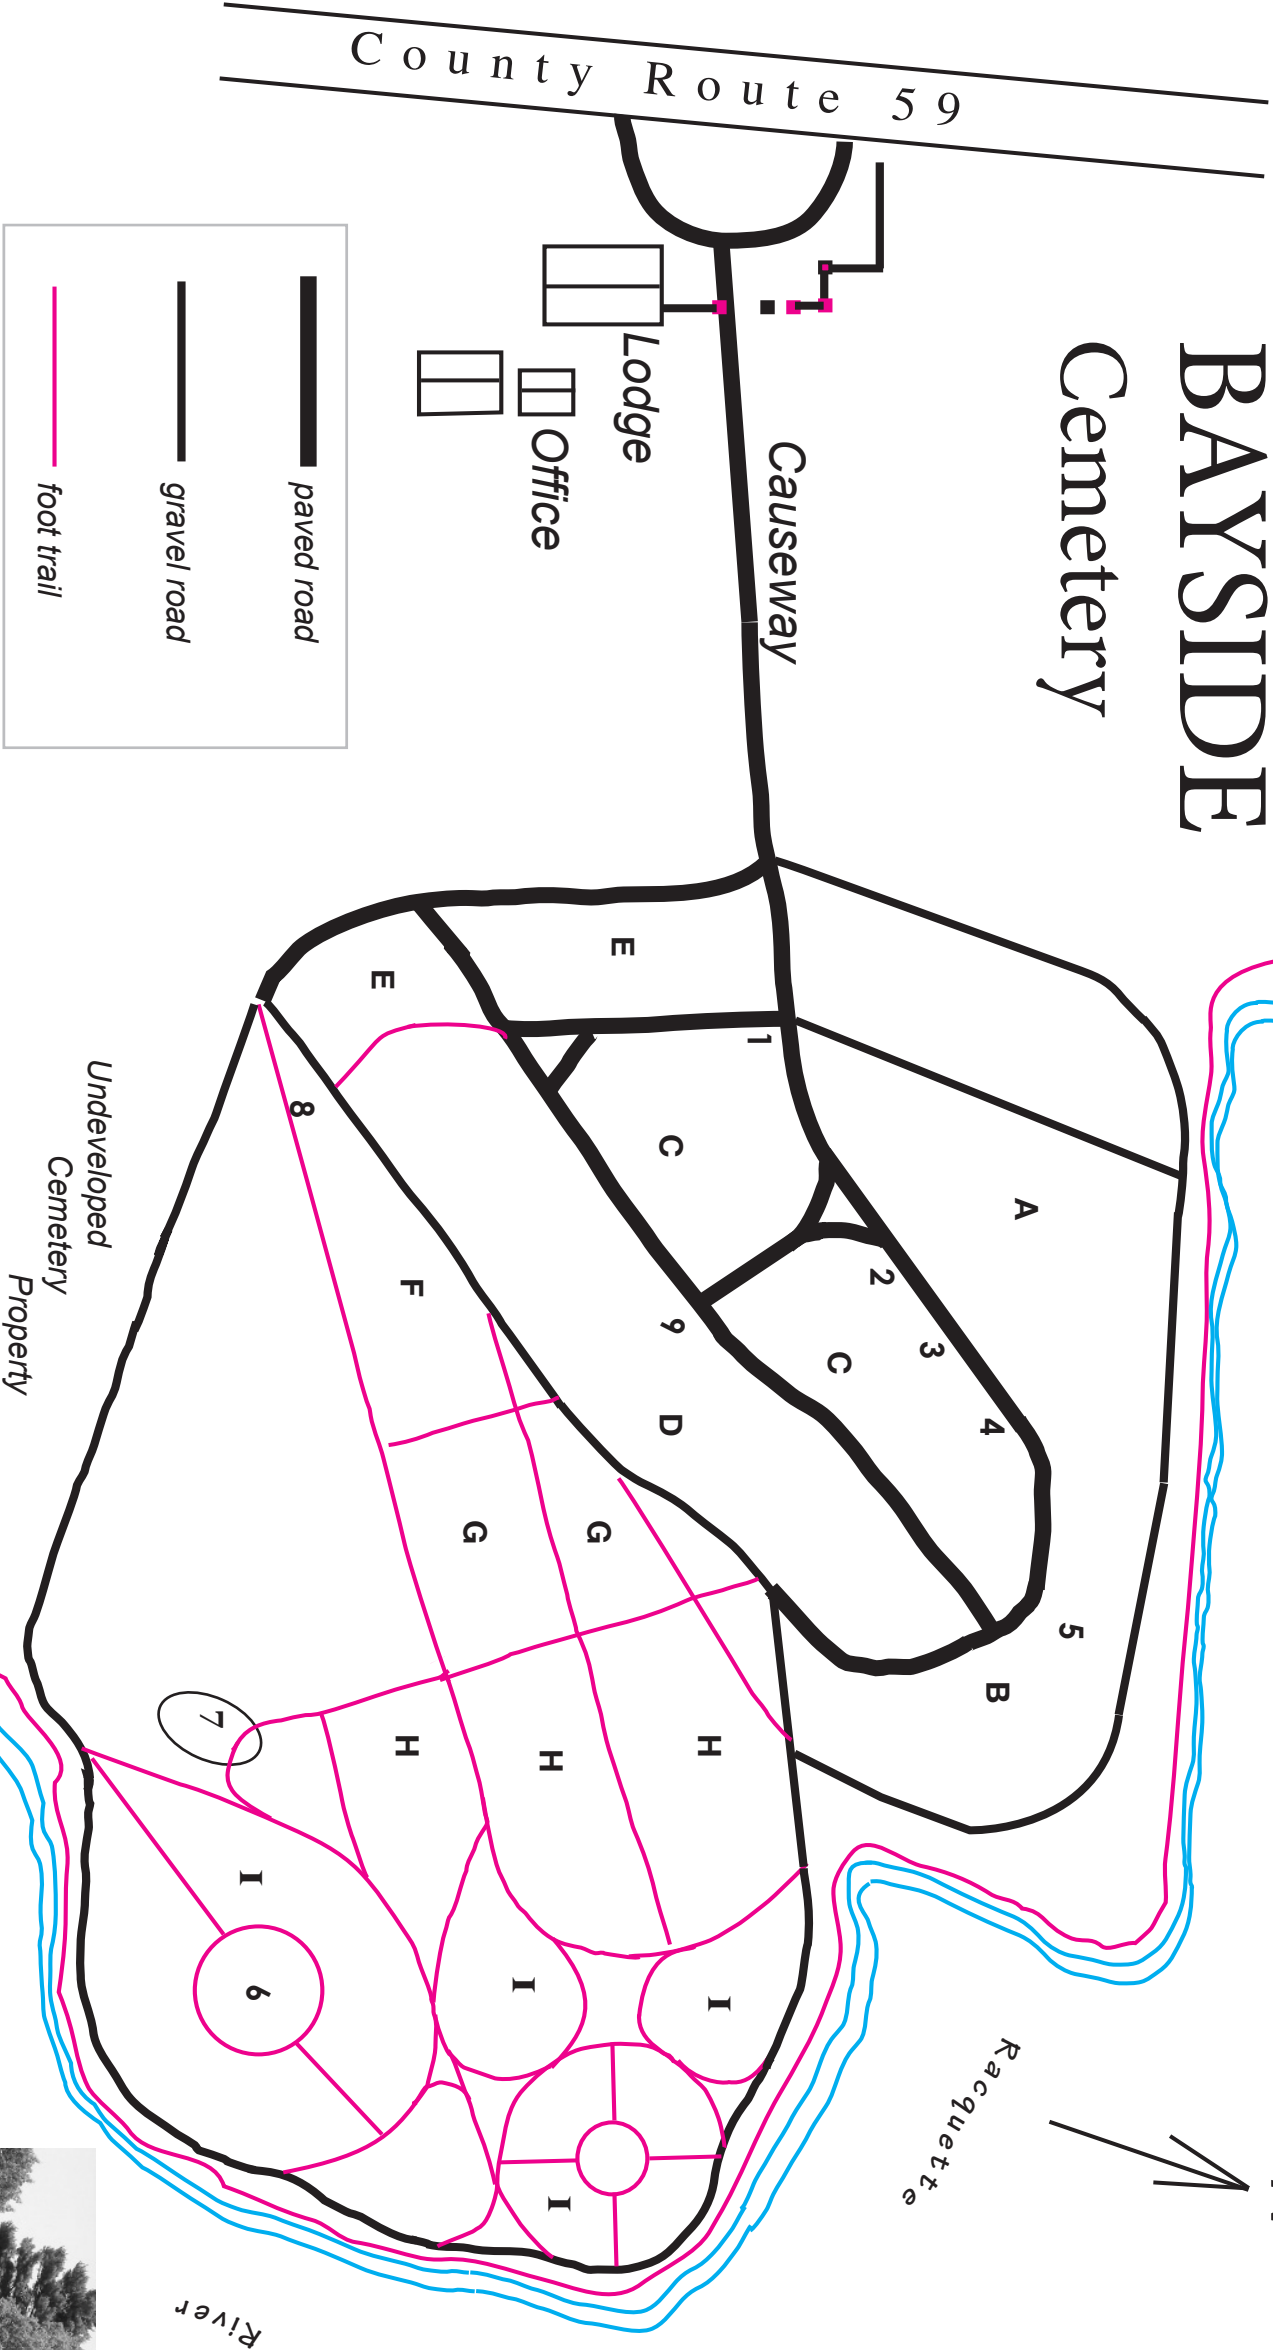 BAYSIDE
Cemetery
County Route 59
Causeway
Lodge
Office
paved road
gravel road
foot trail
E
E
1
A
C
2
3
C
4
9
D
5
B
8
F
G
G
H
H
H
7
I
6
I
I
I
Undeveloped
Cemetery
Property
Racquette
River